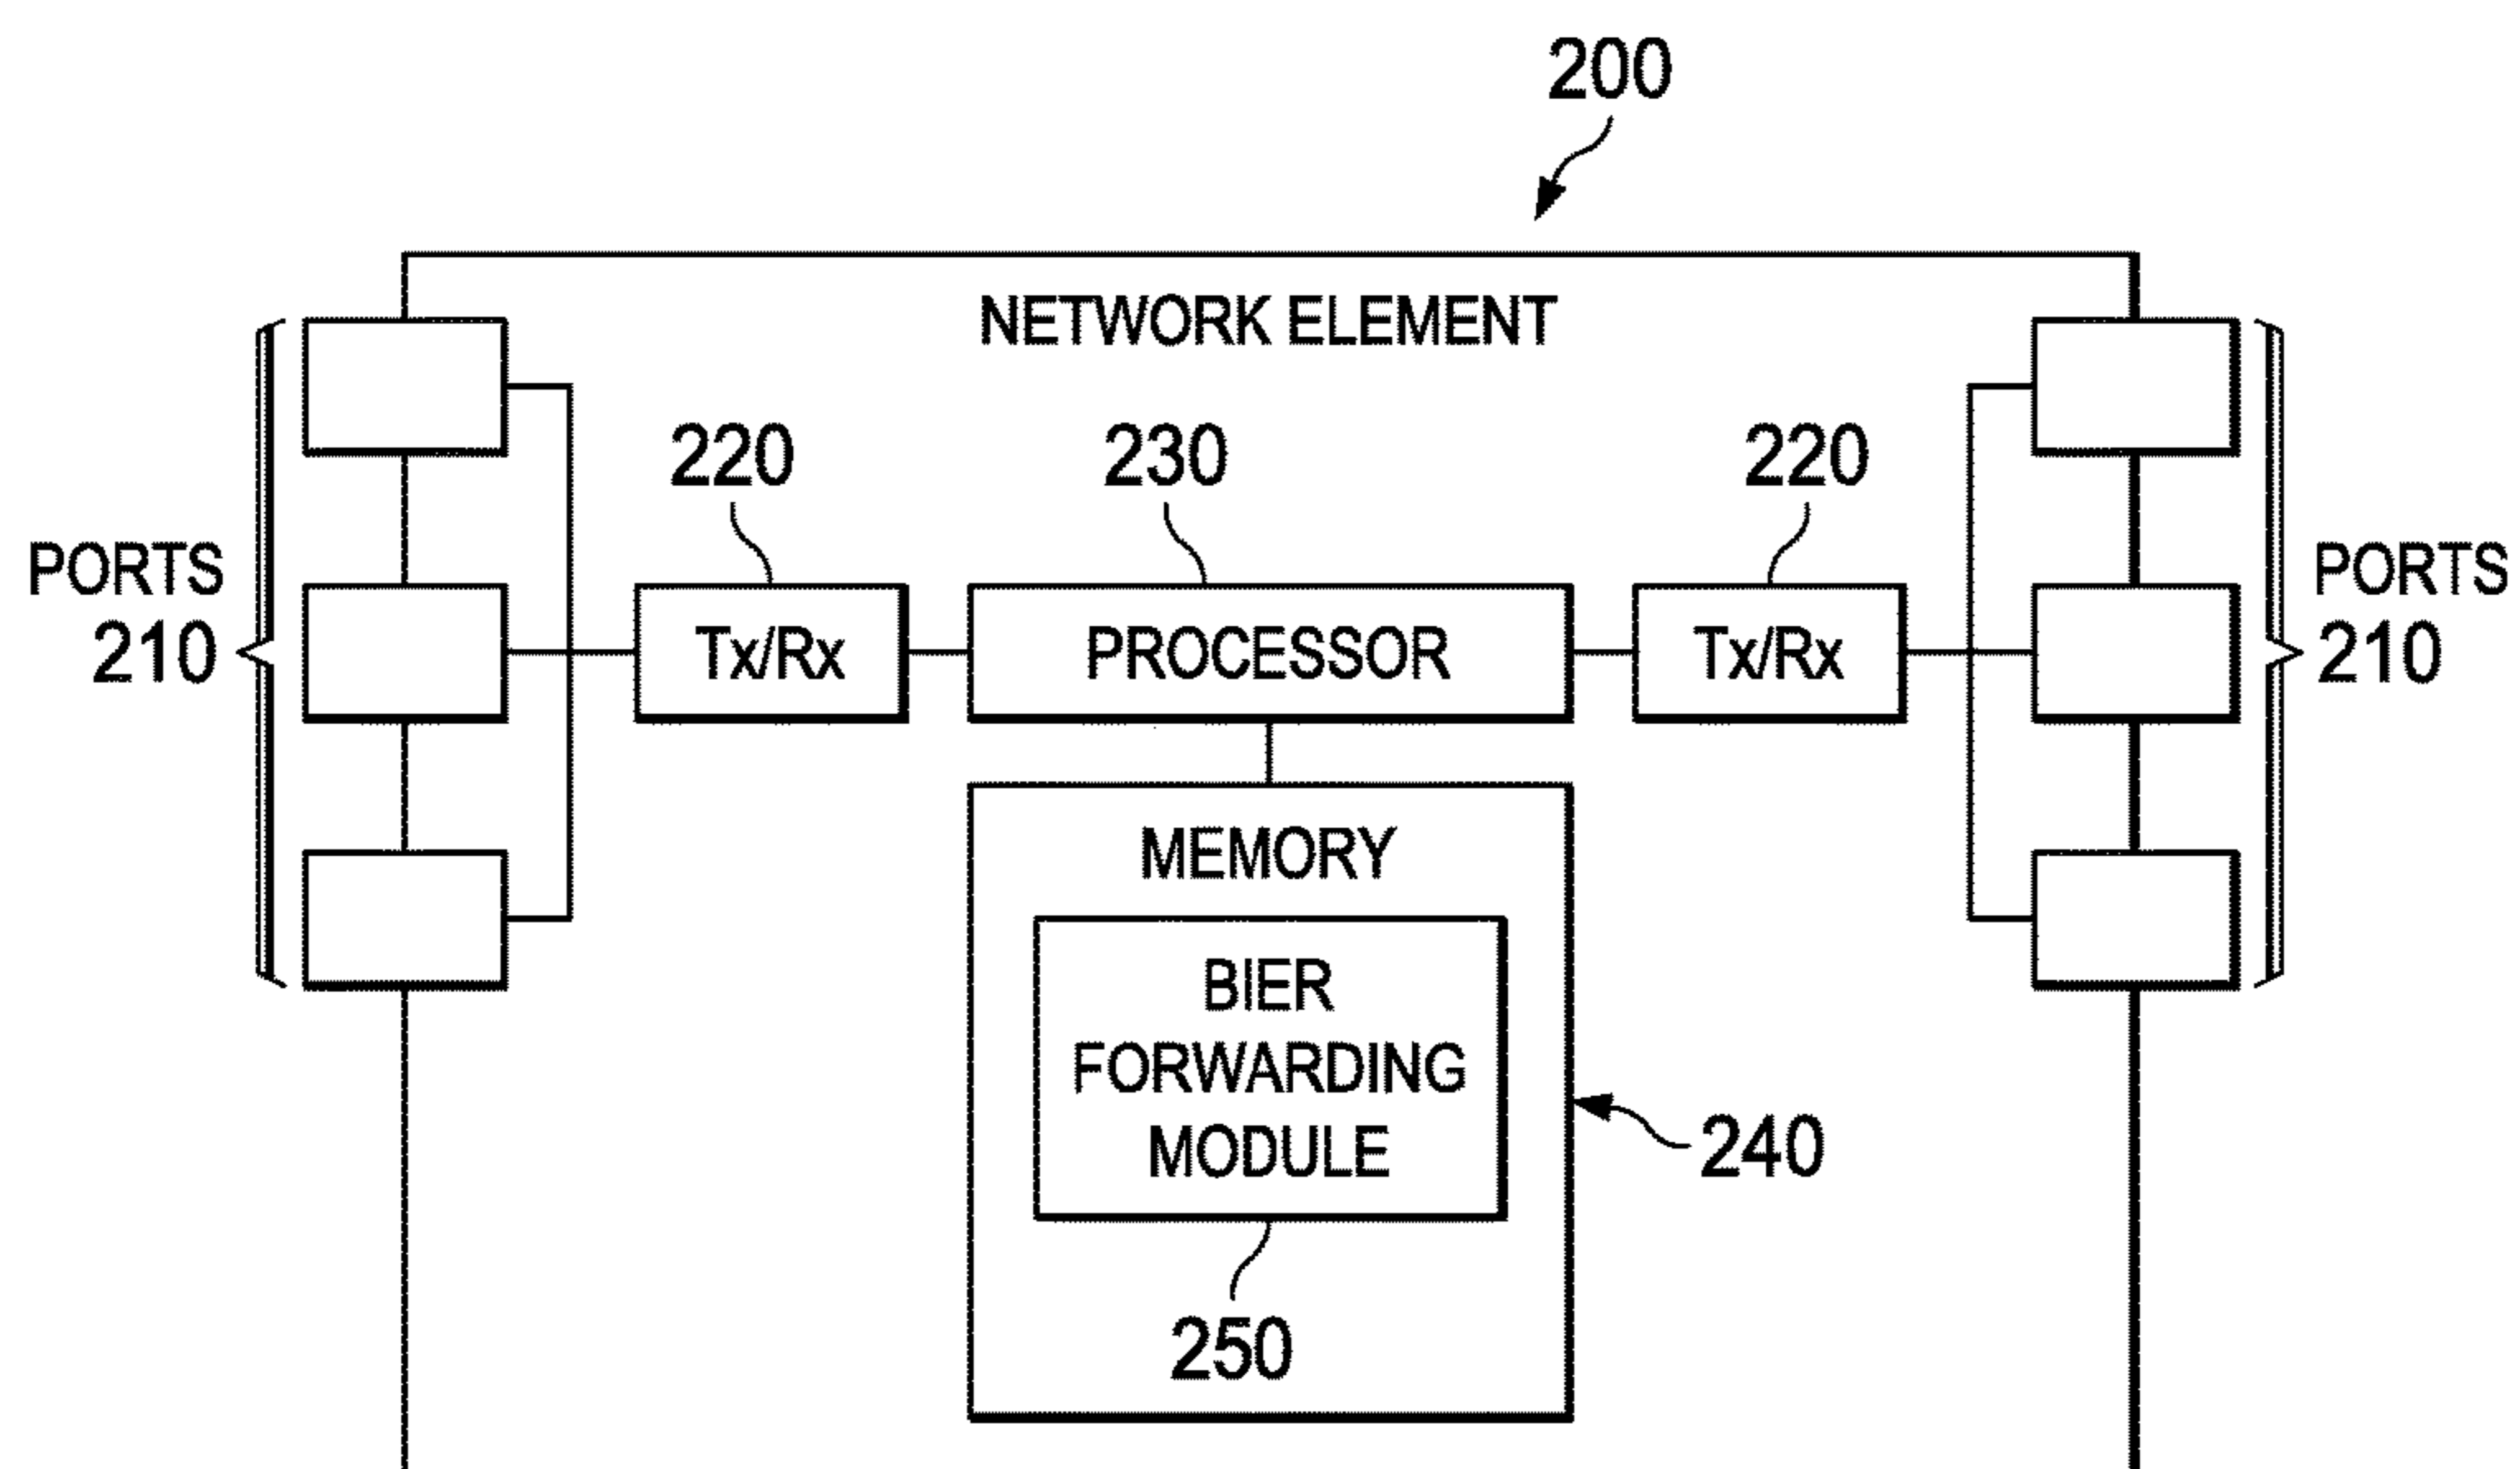 200
NETWORK ELEMENT
220
230
220
PORTS
210
Tx/Rx
PROCESSOR
Tx/Rx
PORTS
210
MEMORY
BIER
FORWARDING
MODULE
240
250